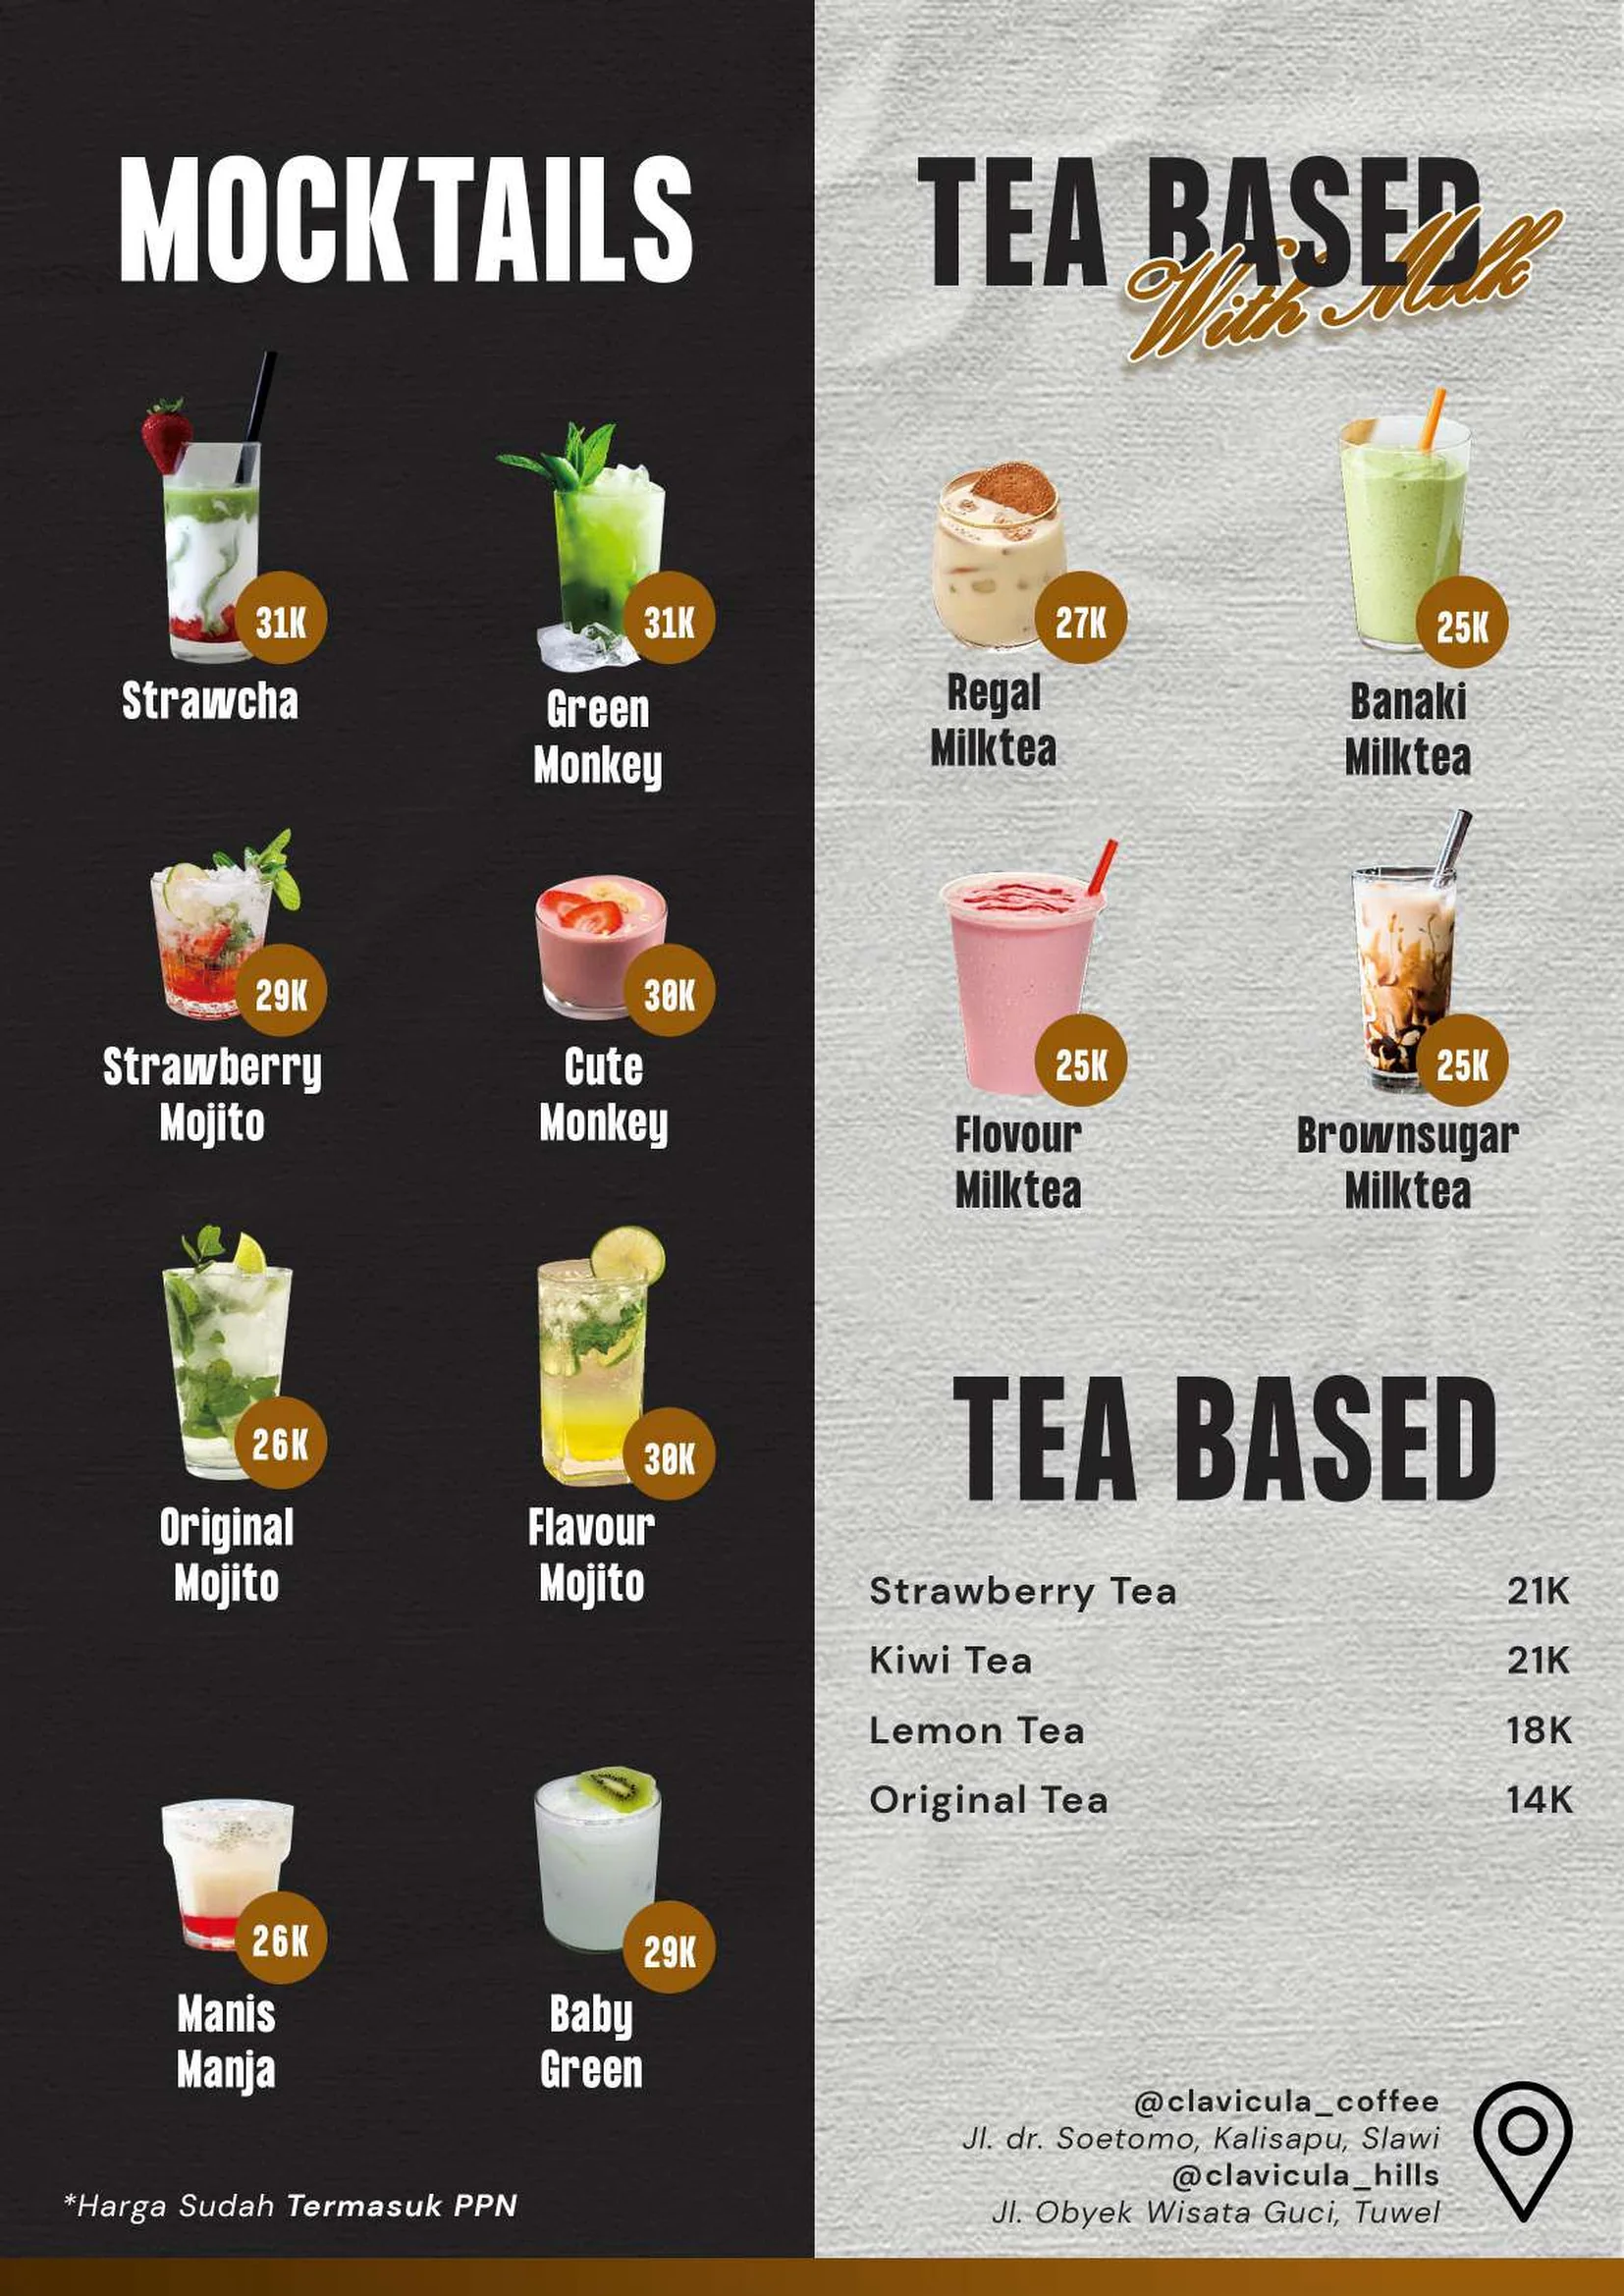 MOCKTAILS
31K
Strawcha
31K
Green
Monkey
29K
Strawberry
Mojito
30K
Cute
Monkey
26K
Original
Mojito
30K
Flavour
Mojito
26K
Manis
Manja
29K
Baby
Green
*Harga Sudah Termasuk PPN
TEA BASED
With Milk
27K
Regal
Milktea
25K
Banaki
Milktea
25K
Flovour
Milktea
25K
Brownsugar
Milktea
TEA BASED
Strawberry Tea 21K
Kiwi Tea 21K
Lemon Tea 18K
Original Tea 14K
@clavicula_coffee
Jl. dr. Soetomo, Kalisapu, Slawi
@clavicula_hills
Jl. Obyek Wisata Guci, Tuwel